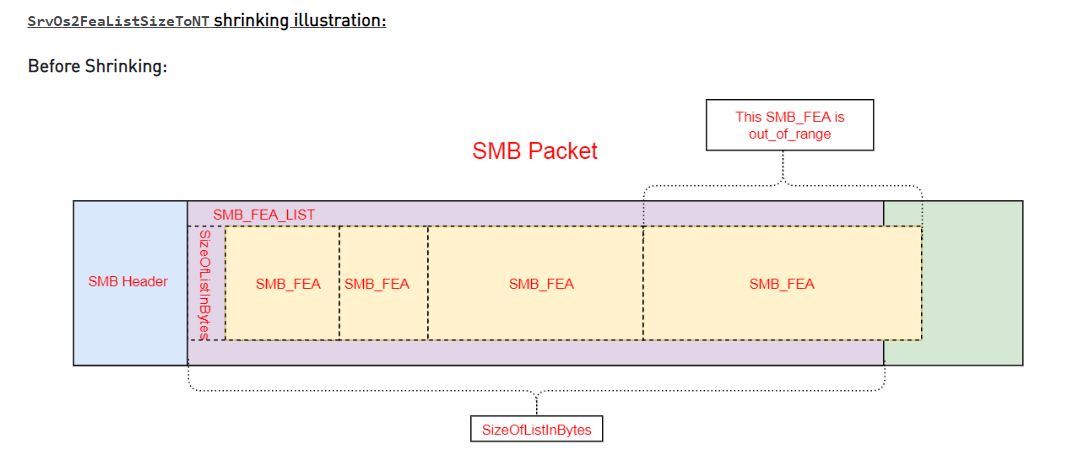 SrvOs2FeaListSizeToNT shrinking illustration:
Before Shrinking:
This SMB_FEA is
out_of_range
SMB Packet
SMB_FEA_LIST
SMB Header
SizeOfListInBytes
SMB_FEA
SMB_FEA
SMB_FEA
SMB_FEA
SizeOfListInBytes